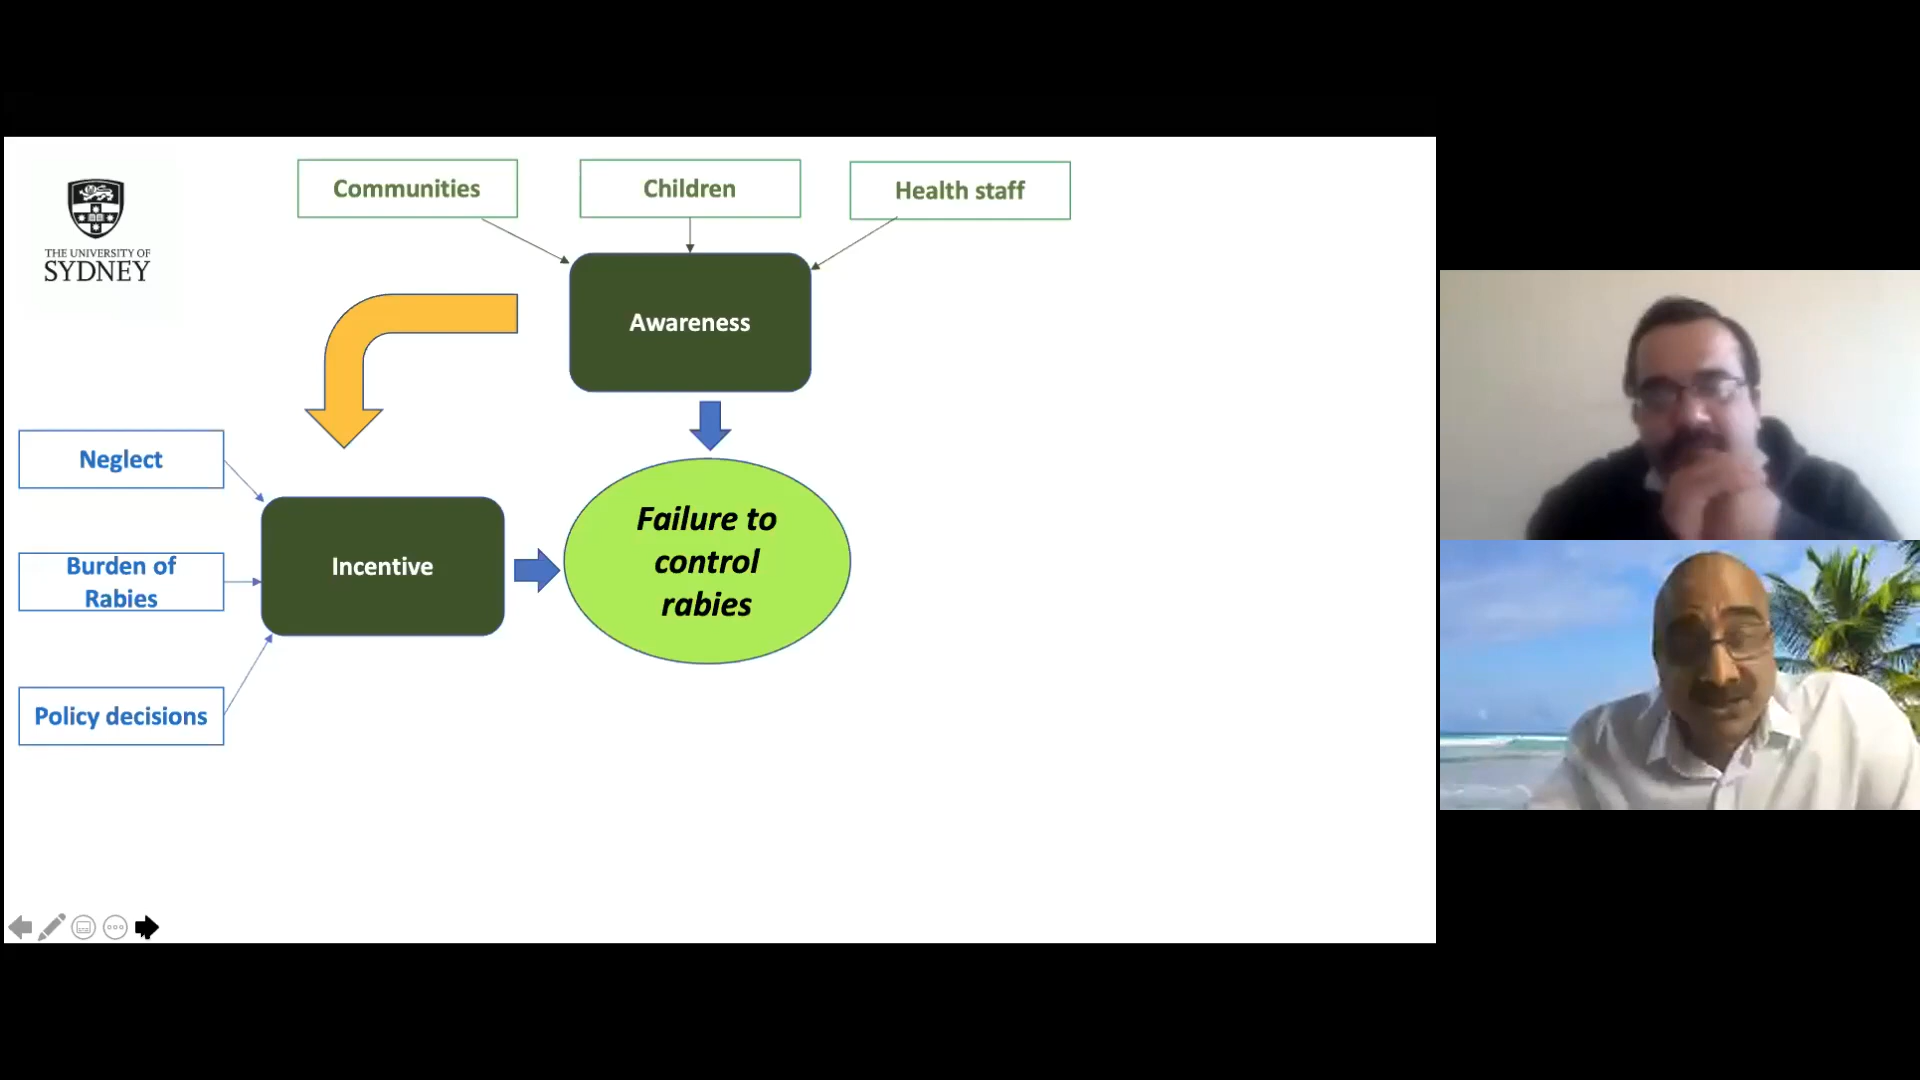 THE UNIVERSITY OF
SYDNEY
Communities
Children
Health staff
Awareness
Neglect
Burden of
Rabies
Policy decisions
Incentive
Failure to
control
rabies